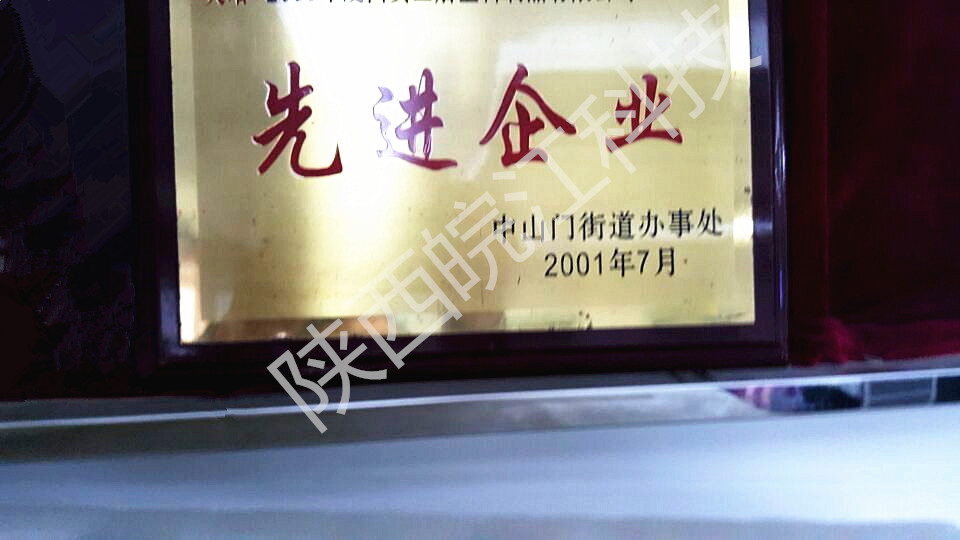 先进企业
中山门街道办事处
2001年7月
陕西皖江科技